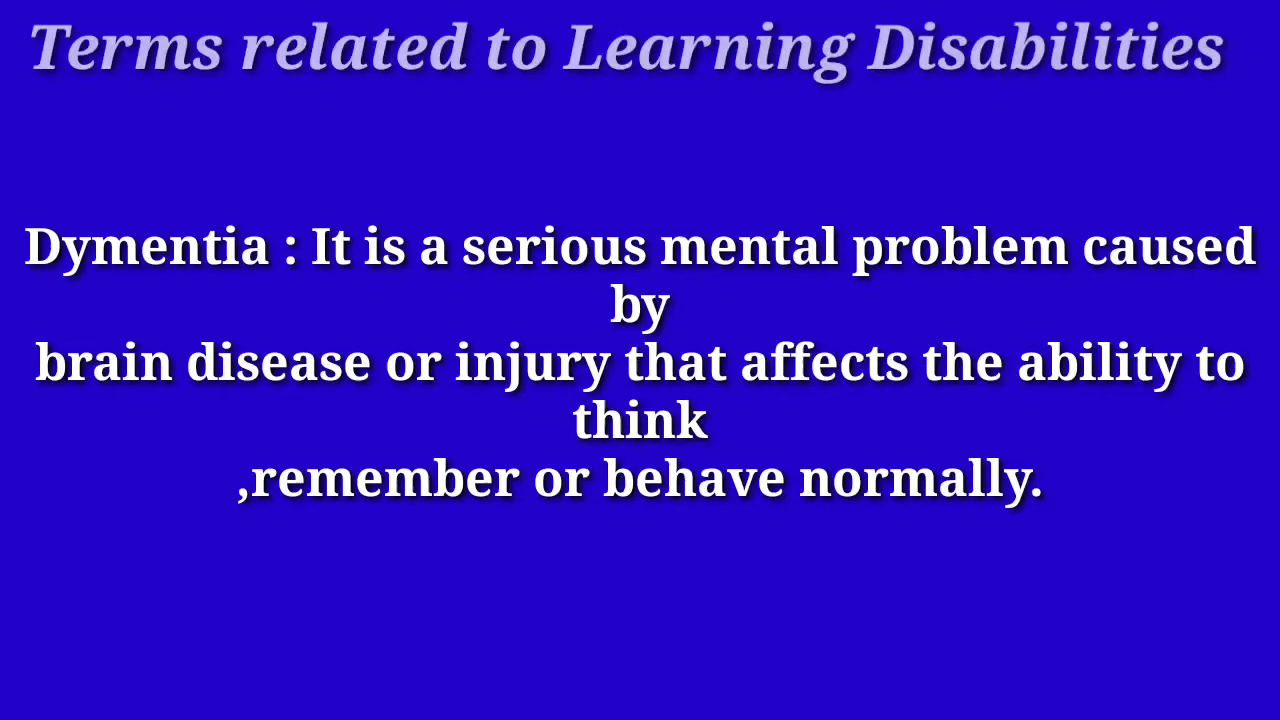 Terms related to Learning Disabilities
Dymentia : It is a serious mental problem caused
by
brain disease or injury that affects the ability to
think
,remember or behave normally.